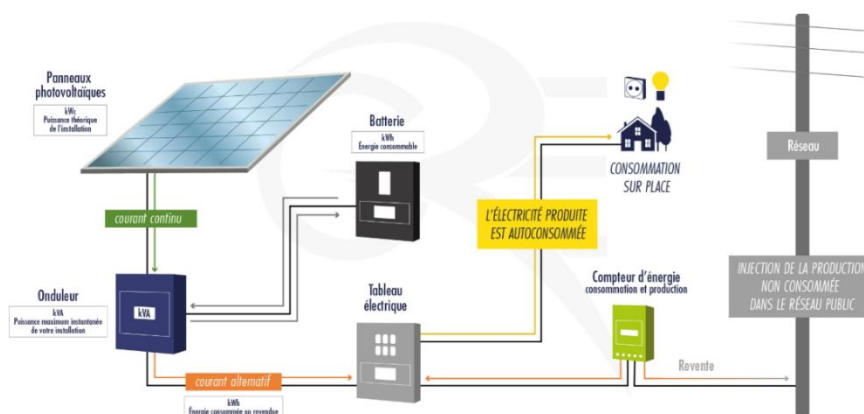 Panneaux
photovoltaïques
kWc
Puissance théorique
de l'installation
courant continu
Batterie
kWh
Énergie consommable
Onduleur
kVA
Puissance maximum instantanée
de votre installation
kVA
courant alternatif
kWh
Énergie consommée ou revendue
Tableau
électrique
L'ÉLECTRICITÉ PRODUITE
EST AUTOCONSOMMÉE
CONSOMMATION
SUR PLACE
Compteur d'énergie
consommation et production
Revente
Réseau
INJECTION DE LA PRODUCTION
NON CONSOMMÉE
DANS LE RÉSEAU PUBLIC